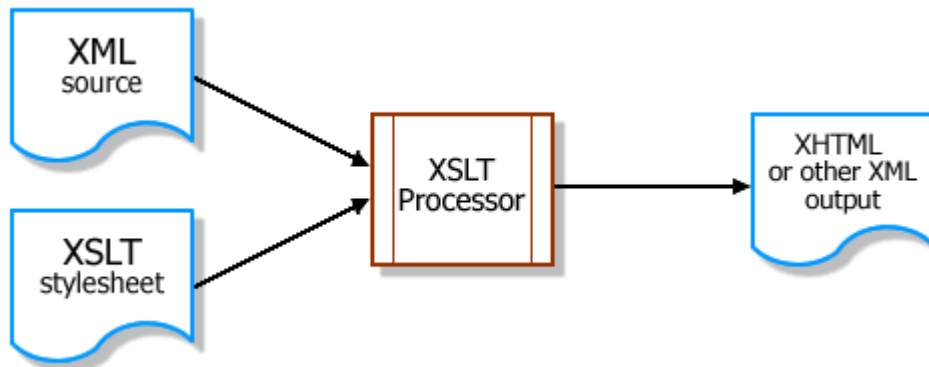 XML
source
XSLT
stylesheet
XSLT
Processor
XHTML
or other XML
output